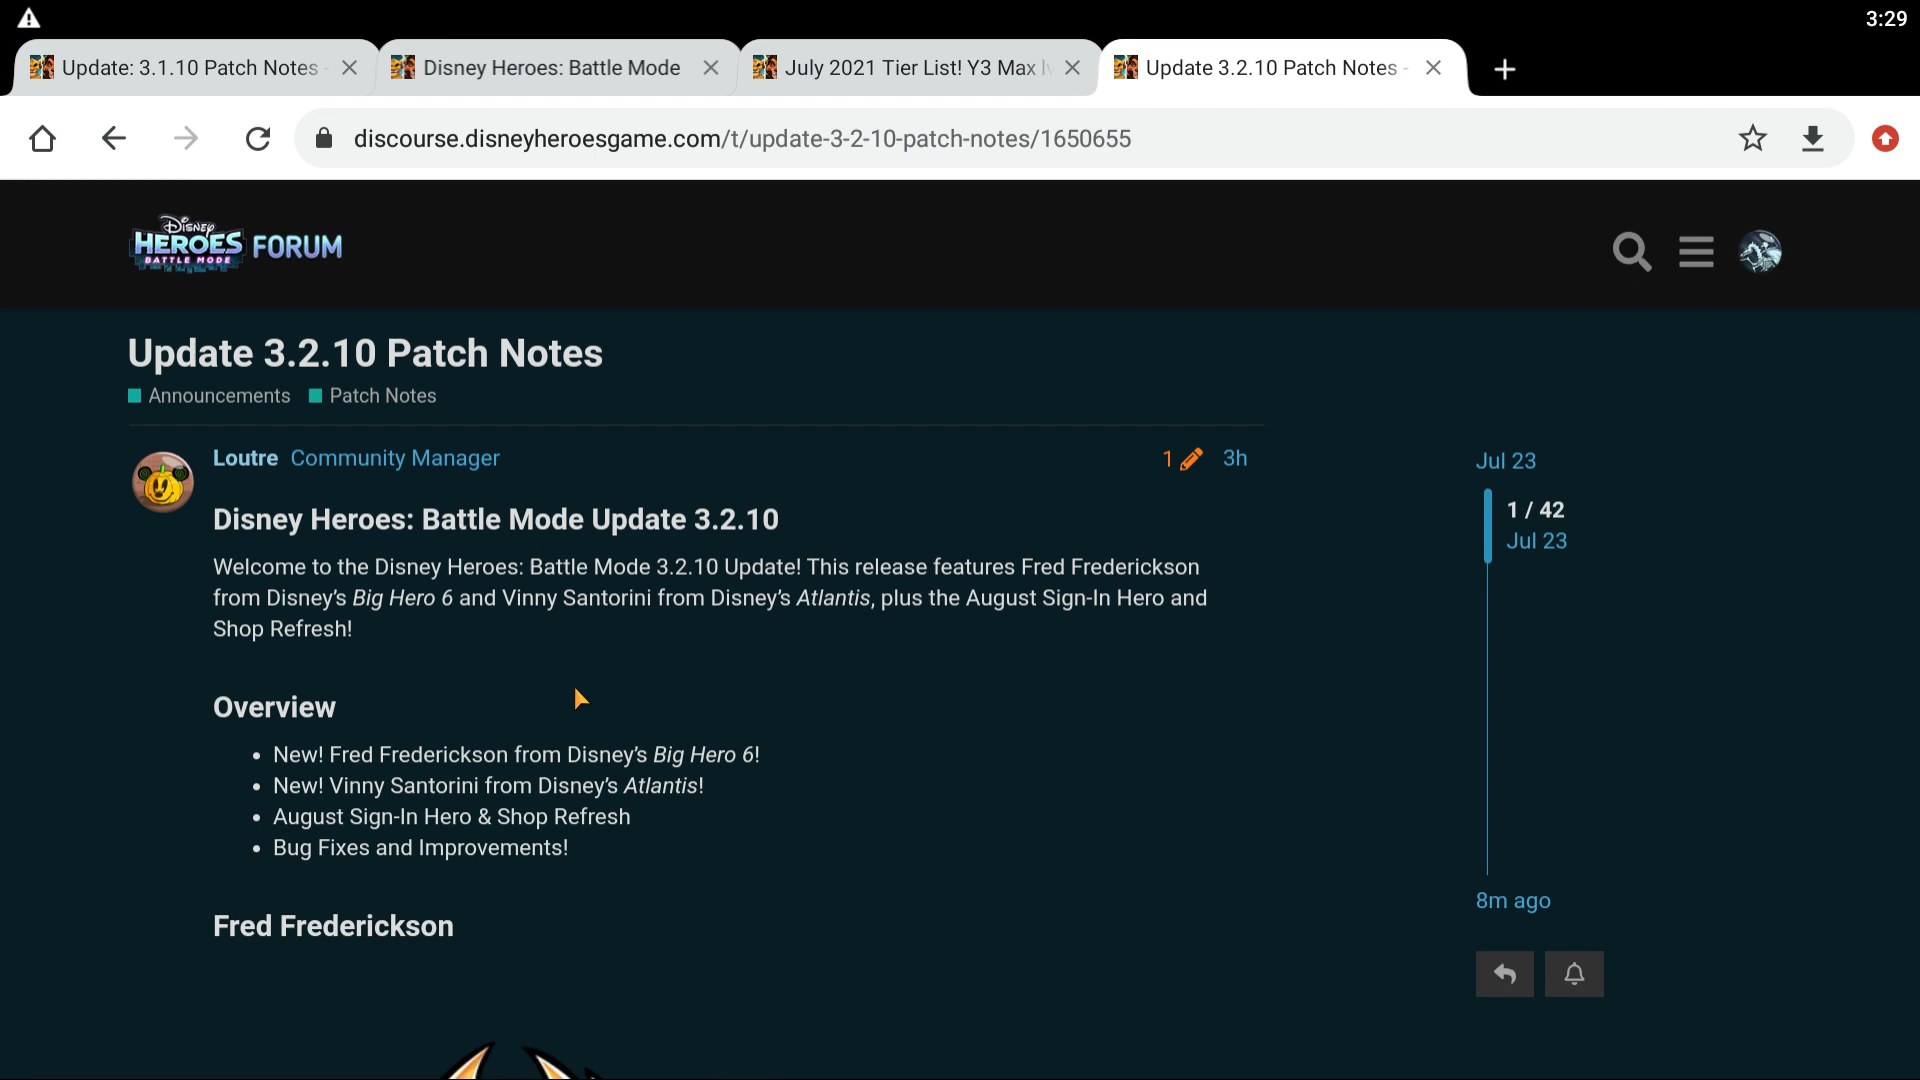 3:29
Update: 3.1.10 Patch Notes -
Disney Heroes: Battle Mode
July 2021 Tier List! Y3 Max lv
Update 3.2.10 Patch Notes -
discourse.disneyheroesgame.com/t/update-3-2-10-patch-notes/1650655
Disney
HEROES FORUM
BATTLE MODE
Update 3.2.10 Patch Notes
Announcements Patch Notes
Loutre Community Manager 1 3h
Disney Heroes: Battle Mode Update 3.2.10
Welcome to the Disney Heroes: Battle Mode 3.2.10 Update! This release features Fred Frederickson
from Disney’s Big Hero 6 and Vinny Santorini from Disney’s Atlantis, plus the August Sign-In Hero and
Shop Refresh!
Overview
• New! Fred Frederickson from Disney’s Big Hero 6!
• New! Vinny Santorini from Disney’s Atlantis!
• August Sign-In Hero & Shop Refresh
• Bug Fixes and Improvements!
Fred Frederickson
Jul 23
1 / 42
Jul 23
8m ago